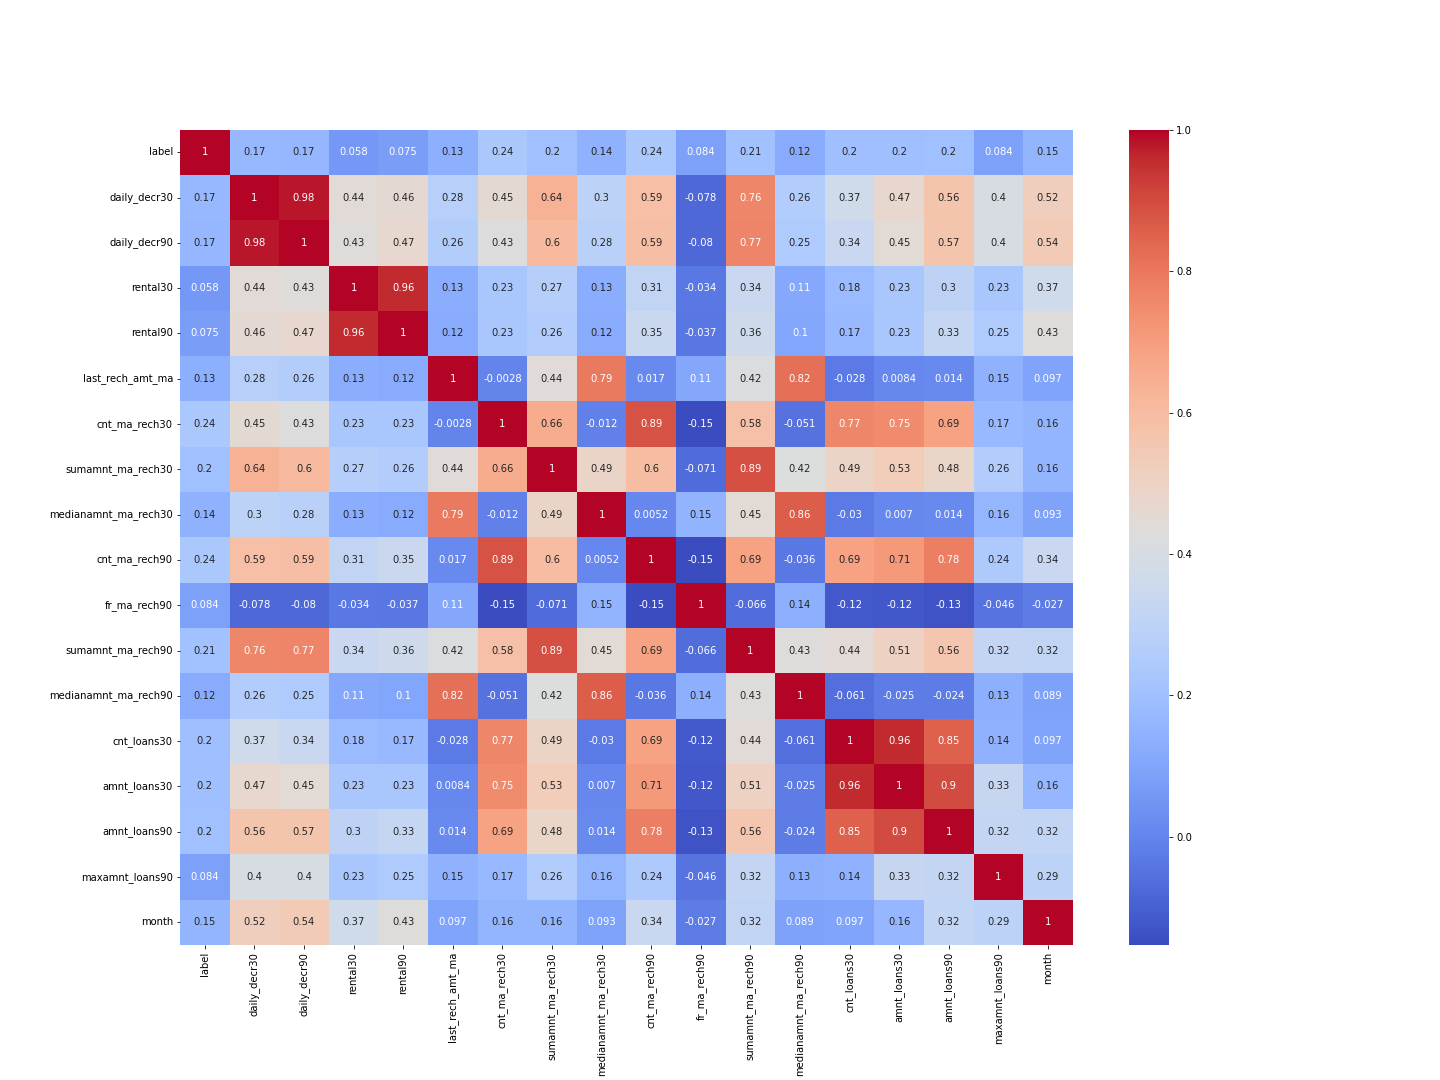 label 1 0.17 0.17 0.058 0.075 0.13 0.24 0.2 0.14 0.24 0.084 0.21 0.12 0.2 0.2 0.2 0.084 0.15
daily_decr30 0.17 1 0.98 0.44 0.46 0.28 0.45 0.64 0.3 0.59 -0.078 0.76 0.26 0.37 0.47 0.56 0.4 0.52
daily_decr90 0.17 0.98 1 0.43 0.47 0.26 0.43 0.6 0.28 0.59 -0.08 0.77 0.25 0.34 0.45 0.57 0.4 0.54
rental30 0.058 0.44 0.43 1 0.96 0.13 0.23 0.27 0.13 0.31 -0.034 0.34 0.11 0.18 0.23 0.3 0.23 0.37
rental90 0.075 0.46 0.47 0.96 1 0.12 0.23 0.26 0.12 0.35 -0.037 0.36 0.1 0.17 0.23 0.33 0.25 0.43
last_rech_amt_ma 0.13 0.28 0.26 0.13 0.12 1 -0.0028 0.44 0.79 0.017 0.11 0.42 0.82 -0.028 0.0084 0.014 0.15 0.097
cnt_ma_rech30 0.24 0.45 0.43 0.23 0.23 -0.0028 1 0.66 -0.012 0.89 -0.15 0.58 -0.051 0.77 0.75 0.69 0.17 0.16
sumamnt_ma_rech30 0.2 0.64 0.6 0.27 0.26 0.44 0.66 1 0.49 0.6 -0.071 0.89 0.42 0.49 0.53 0.48 0.26 0.16
medianamnt_ma_rech30 0.14 0.3 0.28 0.13 0.12 0.79 -0.012 0.49 1 0.0052 0.15 0.45 0.86 -0.03 0.007 0.014 0.16 0.093
cnt_ma_rech90 0.24 0.59 0.59 0.31 0.35 0.017 0.89 0.6 0.0052 1 -0.15 0.69 -0.036 0.69 0.71 0.78 0.24 0.34
fr_ma_rech90 0.084 -0.078 -0.08 -0.034 -0.037 0.11 -0.15 -0.071 0.15 -0.15 1 -0.066 0.14 -0.12 -0.12 -0.13 -0.046 -0.027
sumamnt_ma_rech90 0.21 0.76 0.77 0.34 0.36 0.42 0.58 0.89 0.45 0.69 -0.066 1 0.43 0.44 0.51 0.56 0.32 0.32
medianamnt_ma_rech90 0.12 0.26 0.25 0.11 0.1 0.82 -0.051 0.42 0.86 -0.036 0.14 0.43 1 -0.061 -0.025 -0.024 0.13 0.089
cnt_loans30 0.2 0.37 0.34 0.18 0.17 -0.028 0.77 0.49 -0.03 0.69 -0.12 0.44 -0.061 1 0.96 0.85 0.14 0.097
amnt_loans30 0.2 0.47 0.45 0.23 0.23 0.0084 0.75 0.53 0.007 0.71 -0.12 0.51 -0.025 0.96 1 0.9 0.33 0.16
amnt_loans90 0.2 0.56 0.57 0.3 0.33 0.014 0.69 0.48 0.014 0.78 -0.13 0.56 -0.024 0.85 0.9 1 0.32 0.32
maxamnt_loans90 0.084 0.4 0.4 0.23 0.25 0.15 0.17 0.26 0.16 0.24 -0.046 0.32 0.13 0.14 0.33 0.32 1 0.29
month 0.15 0.52 0.54 0.37 0.43 0.097 0.16 0.16 0.093 0.34 -0.027 0.32 0.089 0.097 0.16 0.32 0.29 1
label
daily_decr30
daily_decr90
rental30
rental90
last_rech_amt_ma
cnt_ma_rech30
sumamnt_ma_rech30
medianamnt_ma_rech30
cnt_ma_rech90
fr_ma_rech90
sumamnt_ma_rech90
medianamnt_ma_rech90
cnt_loans30
amnt_loans30
amnt_loans90
maxamnt_loans90
month
1.0
0.8
0.6
0.4
0.2
0.0